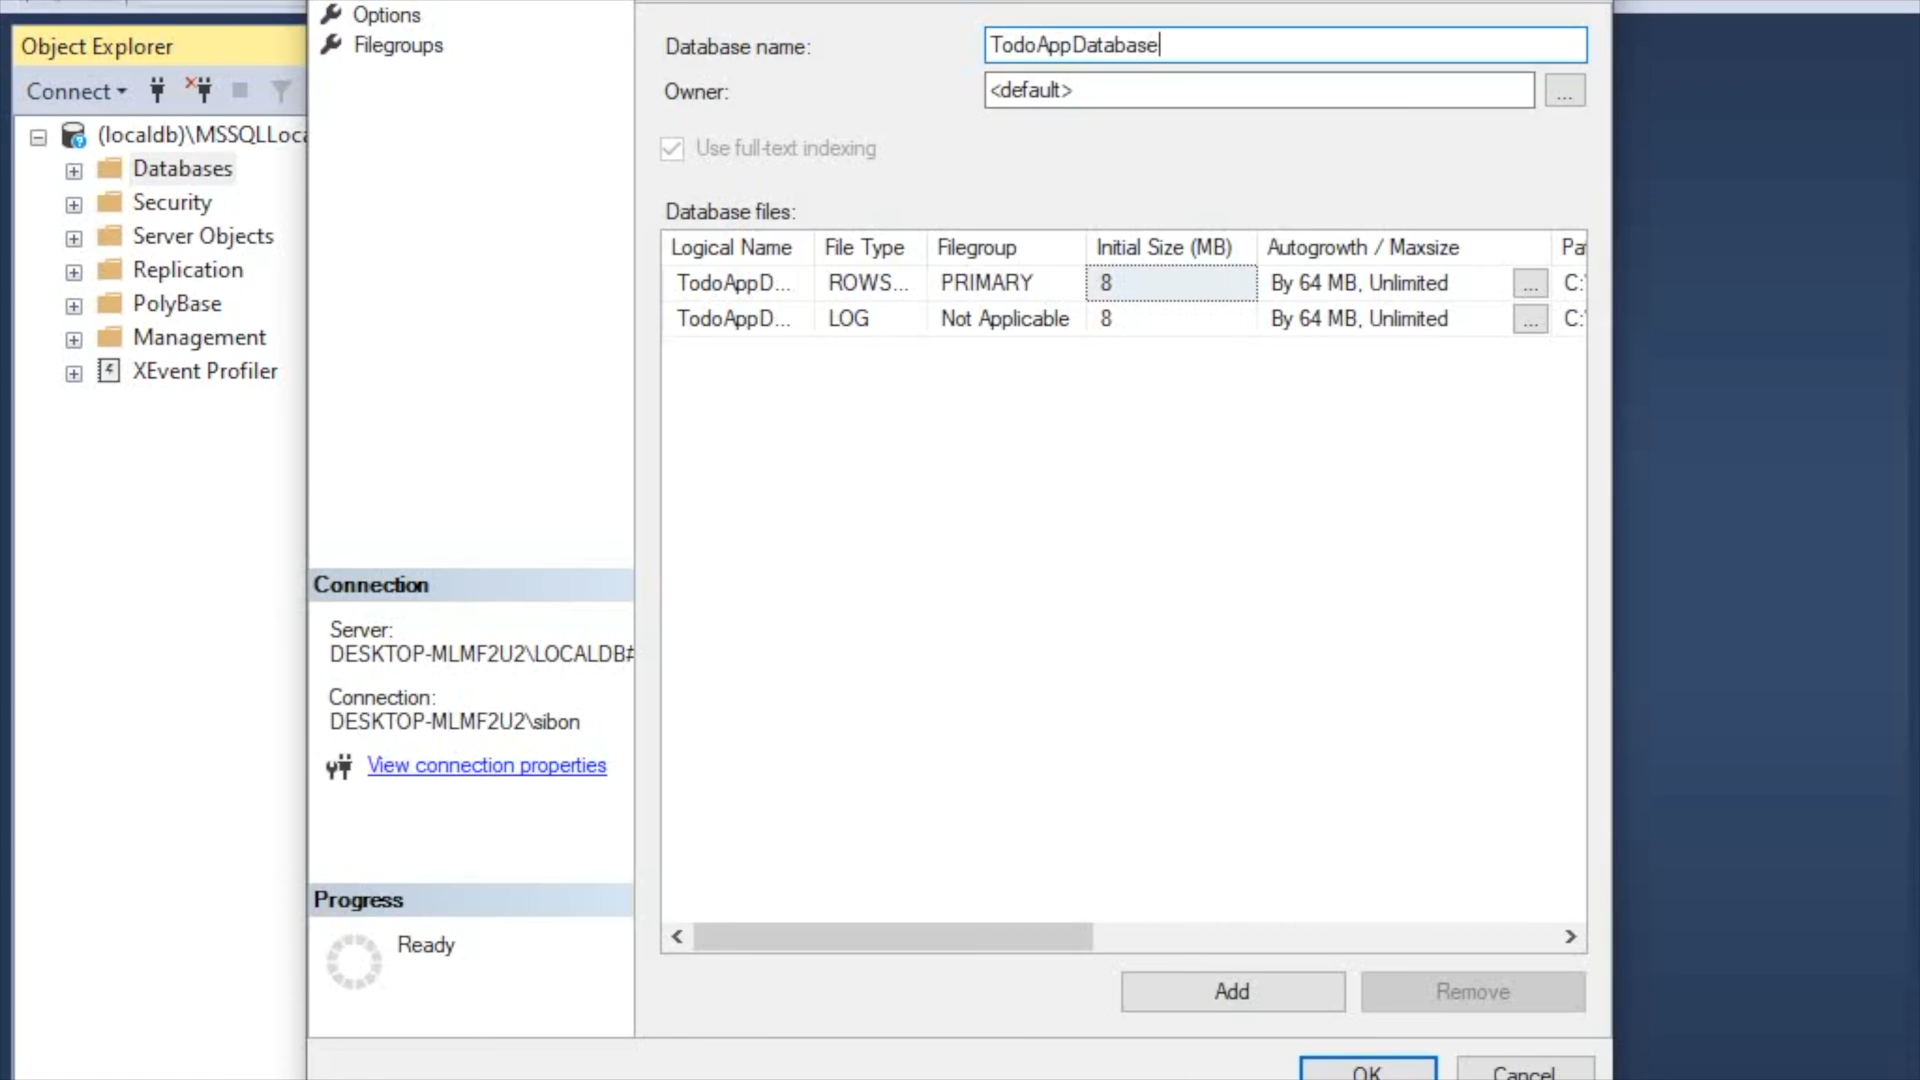 Object Explorer
Connect
(localdb)\MSSQLLoca
Databases
Security
Server Objects
Replication
PolyBase
Management
XEvent Profiler
Options
Filegroups
Connection
Server:
DESKTOP-MLMF2U2\LOCALDB#
Connection:
DESKTOP-MLMF2U2\sibon
View connection properties
Progress
Ready
Database name: TodoAppDatabase
Owner: <default> ...
Use full-text indexing
Database files:
Logical Name File Type Filegroup Initial Size (MB) Autogrowth / Maxsize Pa
TodoAppD... ROWS... PRIMARY 8 By 64 MB, Unlimited ... C:\
TodoAppD... LOG Not Applicable 8 By 64 MB, Unlimited ... C:\
Add Remove
OK Cancel